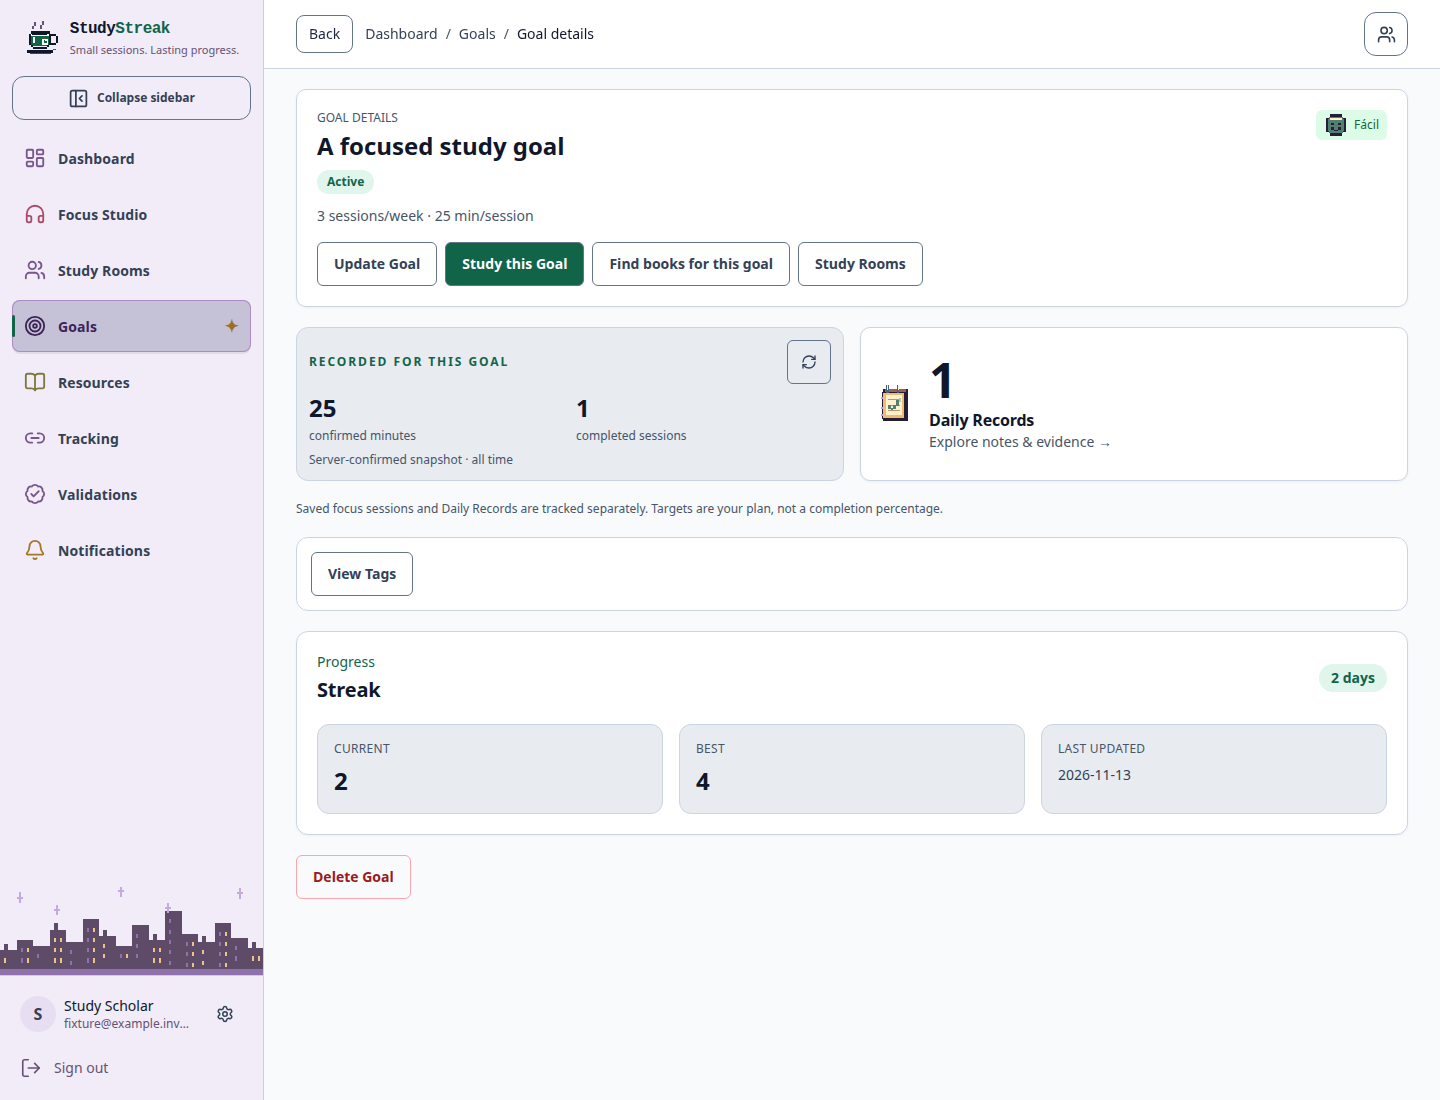 StudyStreak
Small sessions. Lasting progress.
Collapse sidebar
Dashboard
Focus Studio
Study Rooms
Goals
Resources
Tracking
Validations
Notifications
S
Study Scholar
fixture@example.inv...
Sign out
Back
Dashboard / Goals / Goal details
GOAL DETAILS
A focused study goal
Fácil
Active
3 sessions/week · 25 min/session
Update Goal
Study this Goal
Find books for this goal
Study Rooms
RECORDED FOR THIS GOAL
25
confirmed minutes
1
completed sessions
Server-confirmed snapshot · all time
1
Daily Records
Explore notes & evidence →
Saved focus sessions and Daily Records are tracked separately. Targets are your plan, not a completion percentage.
View Tags
Progress
Streak
2 days
CURRENT
2
BEST
4
LAST UPDATED
2026-11-13
Delete Goal